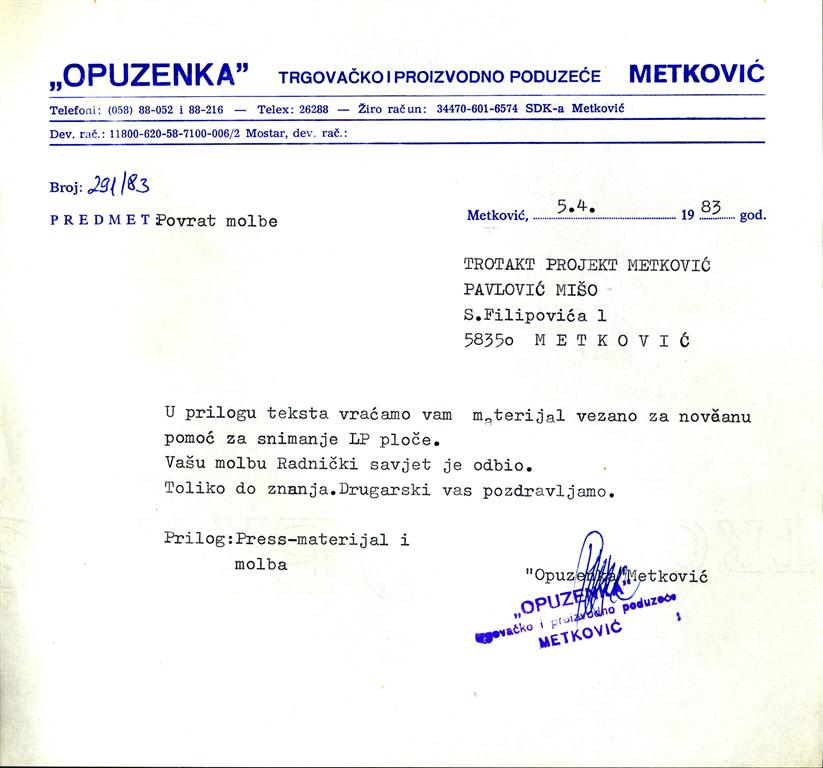 „OPUZENKA” TRGOVAČKO I PROIZVODNO PODUZEĆE METKOVIĆ
Telefoni: (058) 88-052 i 88-216 — Telex: 26288 — Žiro račun: 34470-601-6574 SDK-a Metković
Dev. rač.: 11800-620-58-7100-006/2 Mostar, dev. rač.:
Broj: 291/83
PREDMET: Povrat molbe
Metković, 5.4. 1983 god.
TROTAKT PROJEKT METKOVIĆ
PAVLOVIĆ MIŠO
S.Filipovića 1
5835o M E T K O V I Ć
U prilogu teksta vraćamo vam materijal vezano za novčanu
pomoć za snimanje LP ploče.
Vašu molbu Radnički savjet je odbio.
Toliko do znanja.Drugarski vas pozdravljamo.
Prilog:Press-materijal i
molba
"Opuzenka"Metković
„OPUZENKA”
trgovačko i proizvodno poduzeće
METKOVIĆ
1